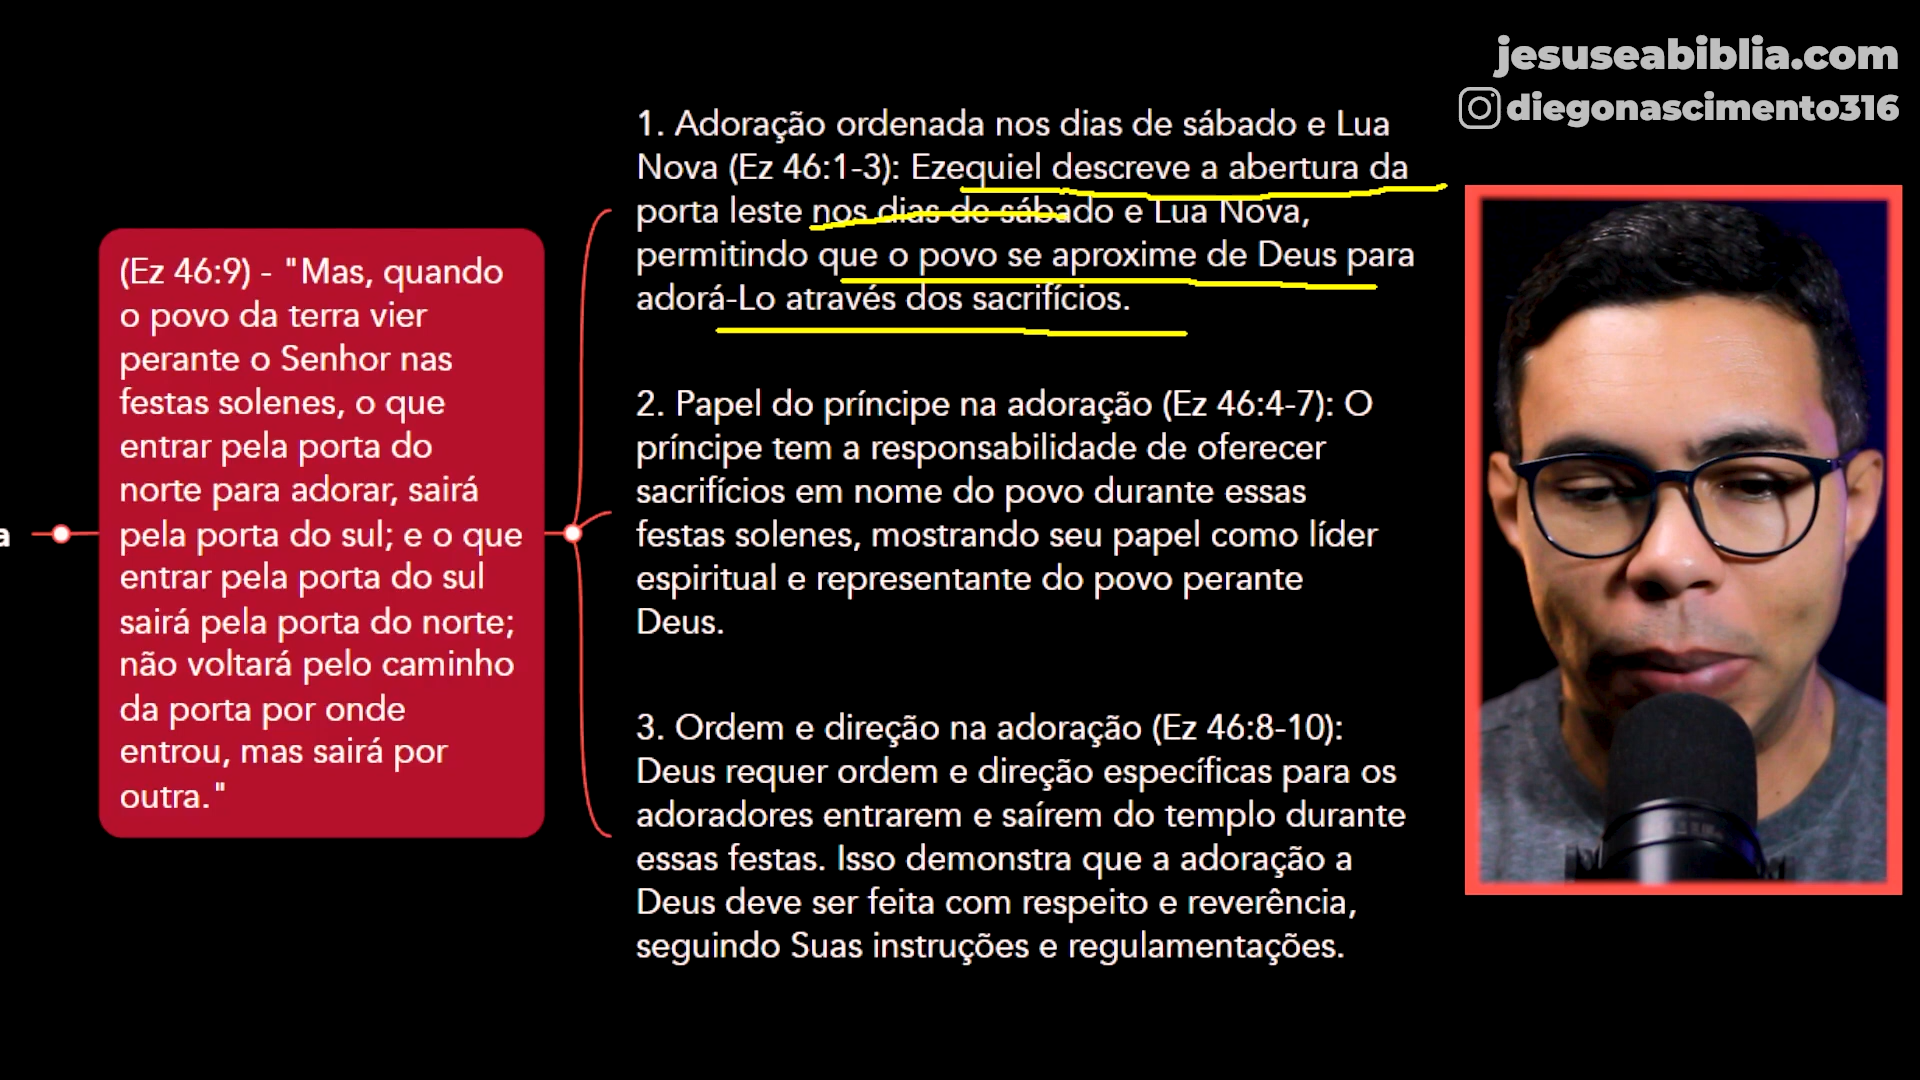 jesuseabiblia.com
diegonascimento316
a
(Ez 46:9) - "Mas, quando
o povo da terra vier
perante o Senhor nas
festas solenes, o que
entrar pela porta do
norte para adorar, sairá
pela porta do sul; e o que
entrar pela porta do sul
sairá pela porta do norte;
não voltará pelo caminho
da porta por onde
entrou, mas sairá por
outra."
1. Adoração ordenada nos dias de sábado e Lua
Nova (Ez 46:1-3): Ezequiel descreve a abertura da
porta leste nos dias de sábado e Lua Nova,
permitindo que o povo se aproxime de Deus para
adorá-Lo através dos sacrifícios.
2. Papel do príncipe na adoração (Ez 46:4-7): O
príncipe tem a responsabilidade de oferecer
sacrifícios em nome do povo durante essas
festas solenes, mostrando seu papel como líder
espiritual e representante do povo perante
Deus.
3. Ordem e direção na adoração (Ez 46:8-10):
Deus requer ordem e direção específicas para os
adoradores entrarem e saírem do templo durante
essas festas. Isso demonstra que a adoração a
Deus deve ser feita com respeito e reverência,
seguindo Suas instruções e regulamentações.